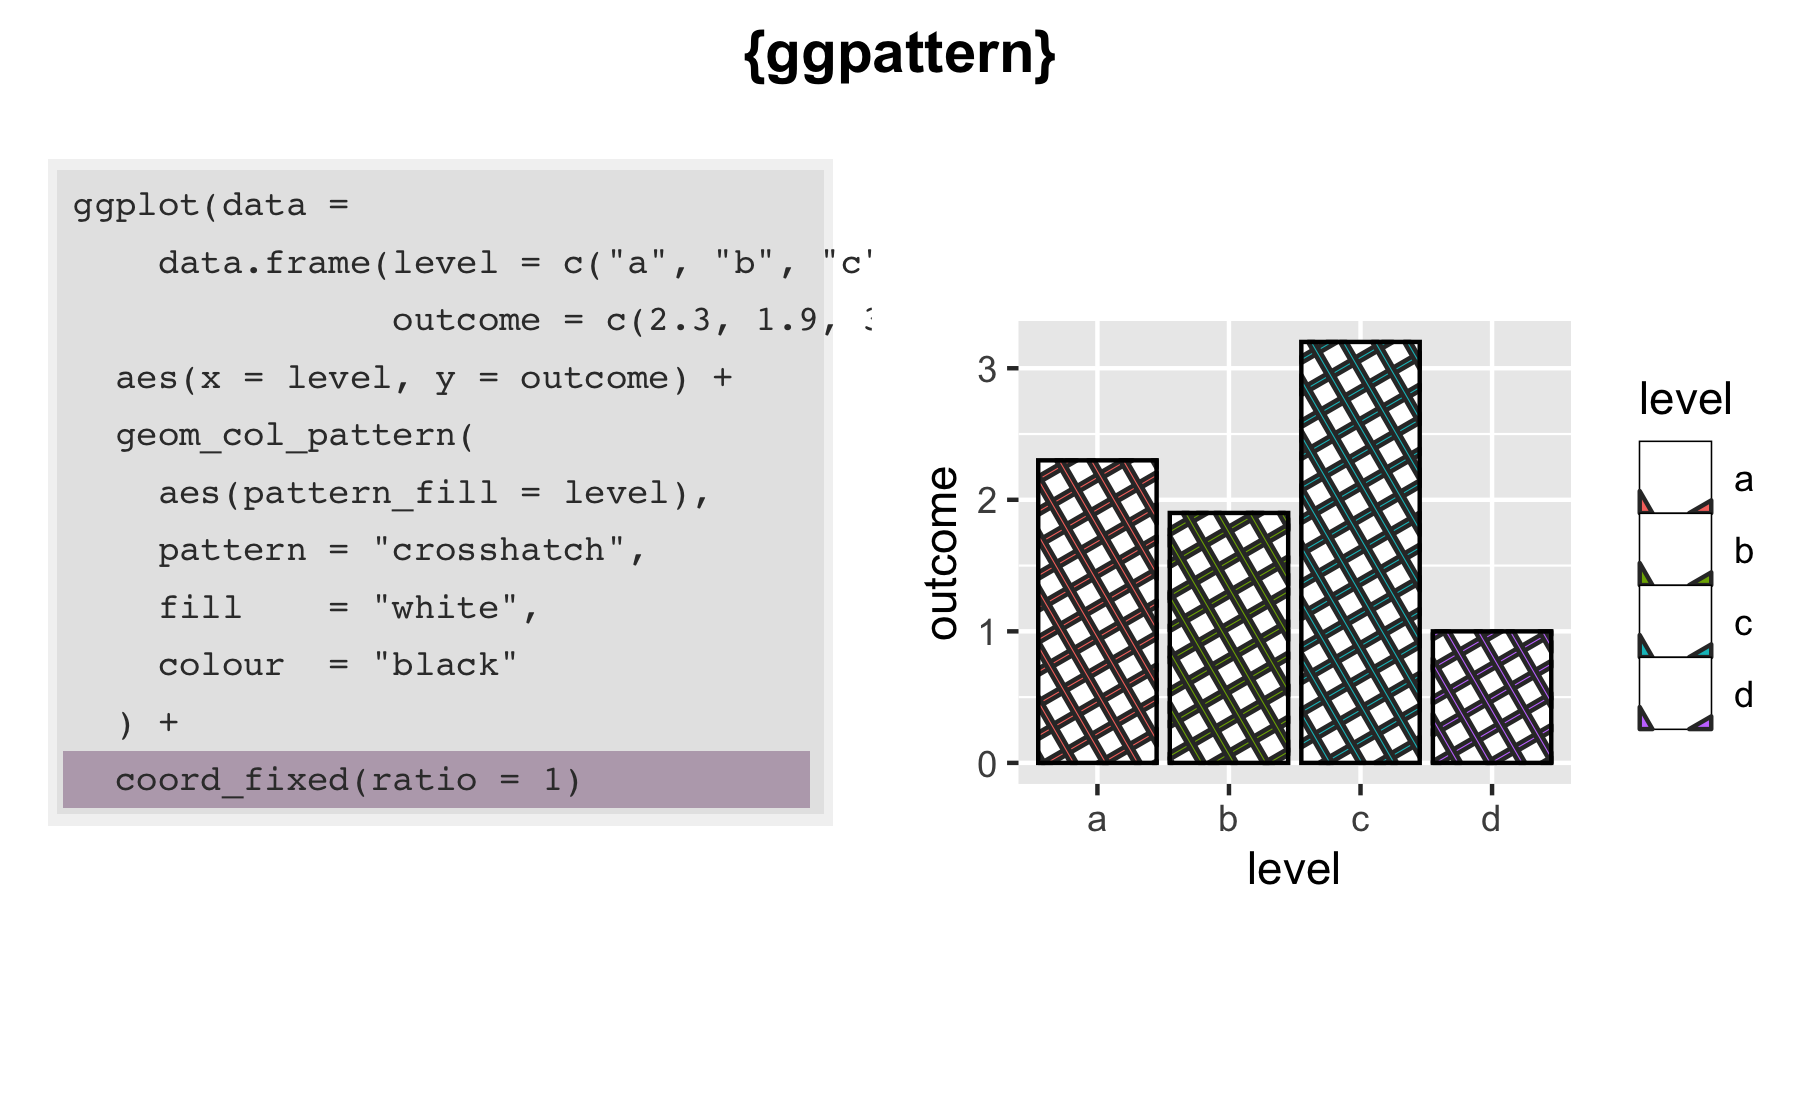 {ggpattern}
ggplot(data =
data.frame(level = c("a", "b", "c"
outcome = c(2.3, 1.9,
aes(x = level, y = outcome) +
geom_col_pattern(
aes(pattern_fill = level),
pattern = "crosshatch",
fill    = "white",
colour  = "black"
) +
coord_fixed(ratio = 1)
outcome
3
2
1
0
a b c d
level
level
a
b
c
d